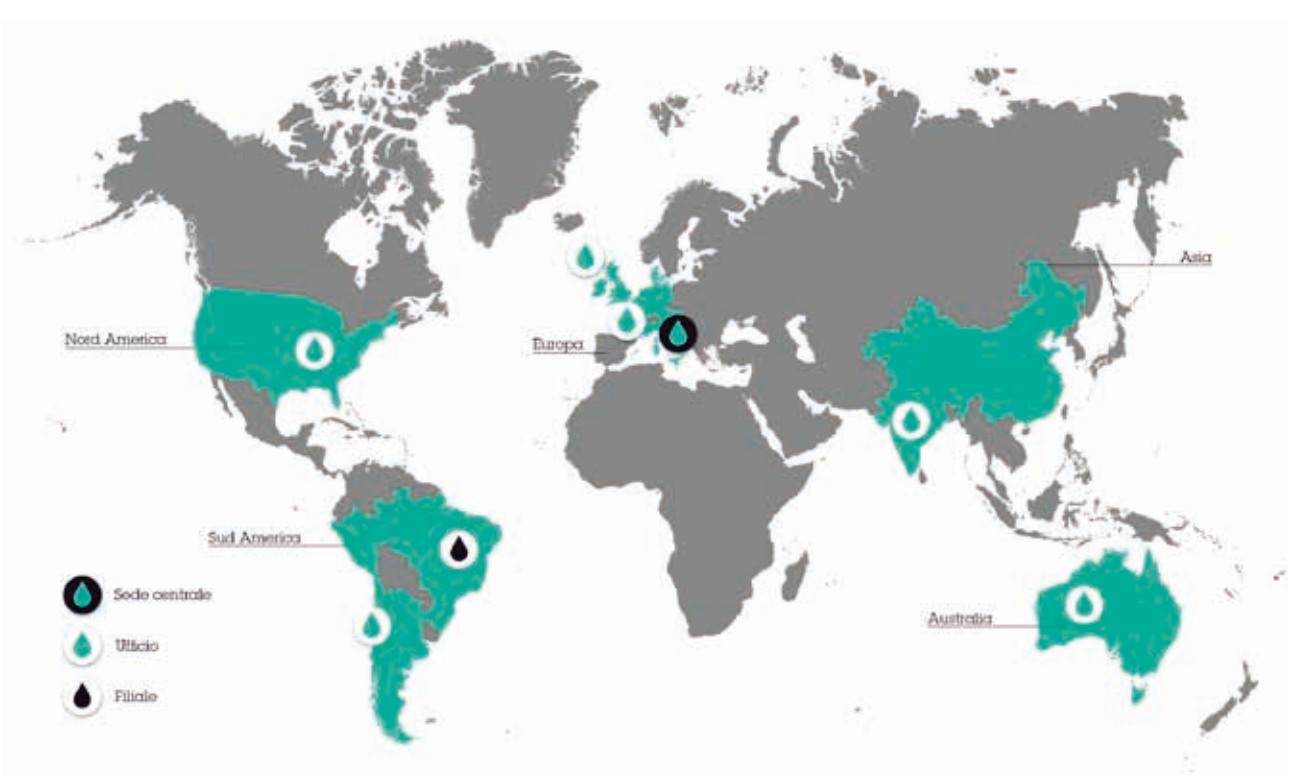 Asia
Nord America
Europa
Sud America
Sede centrale
Australia
Ufficio
Filiale